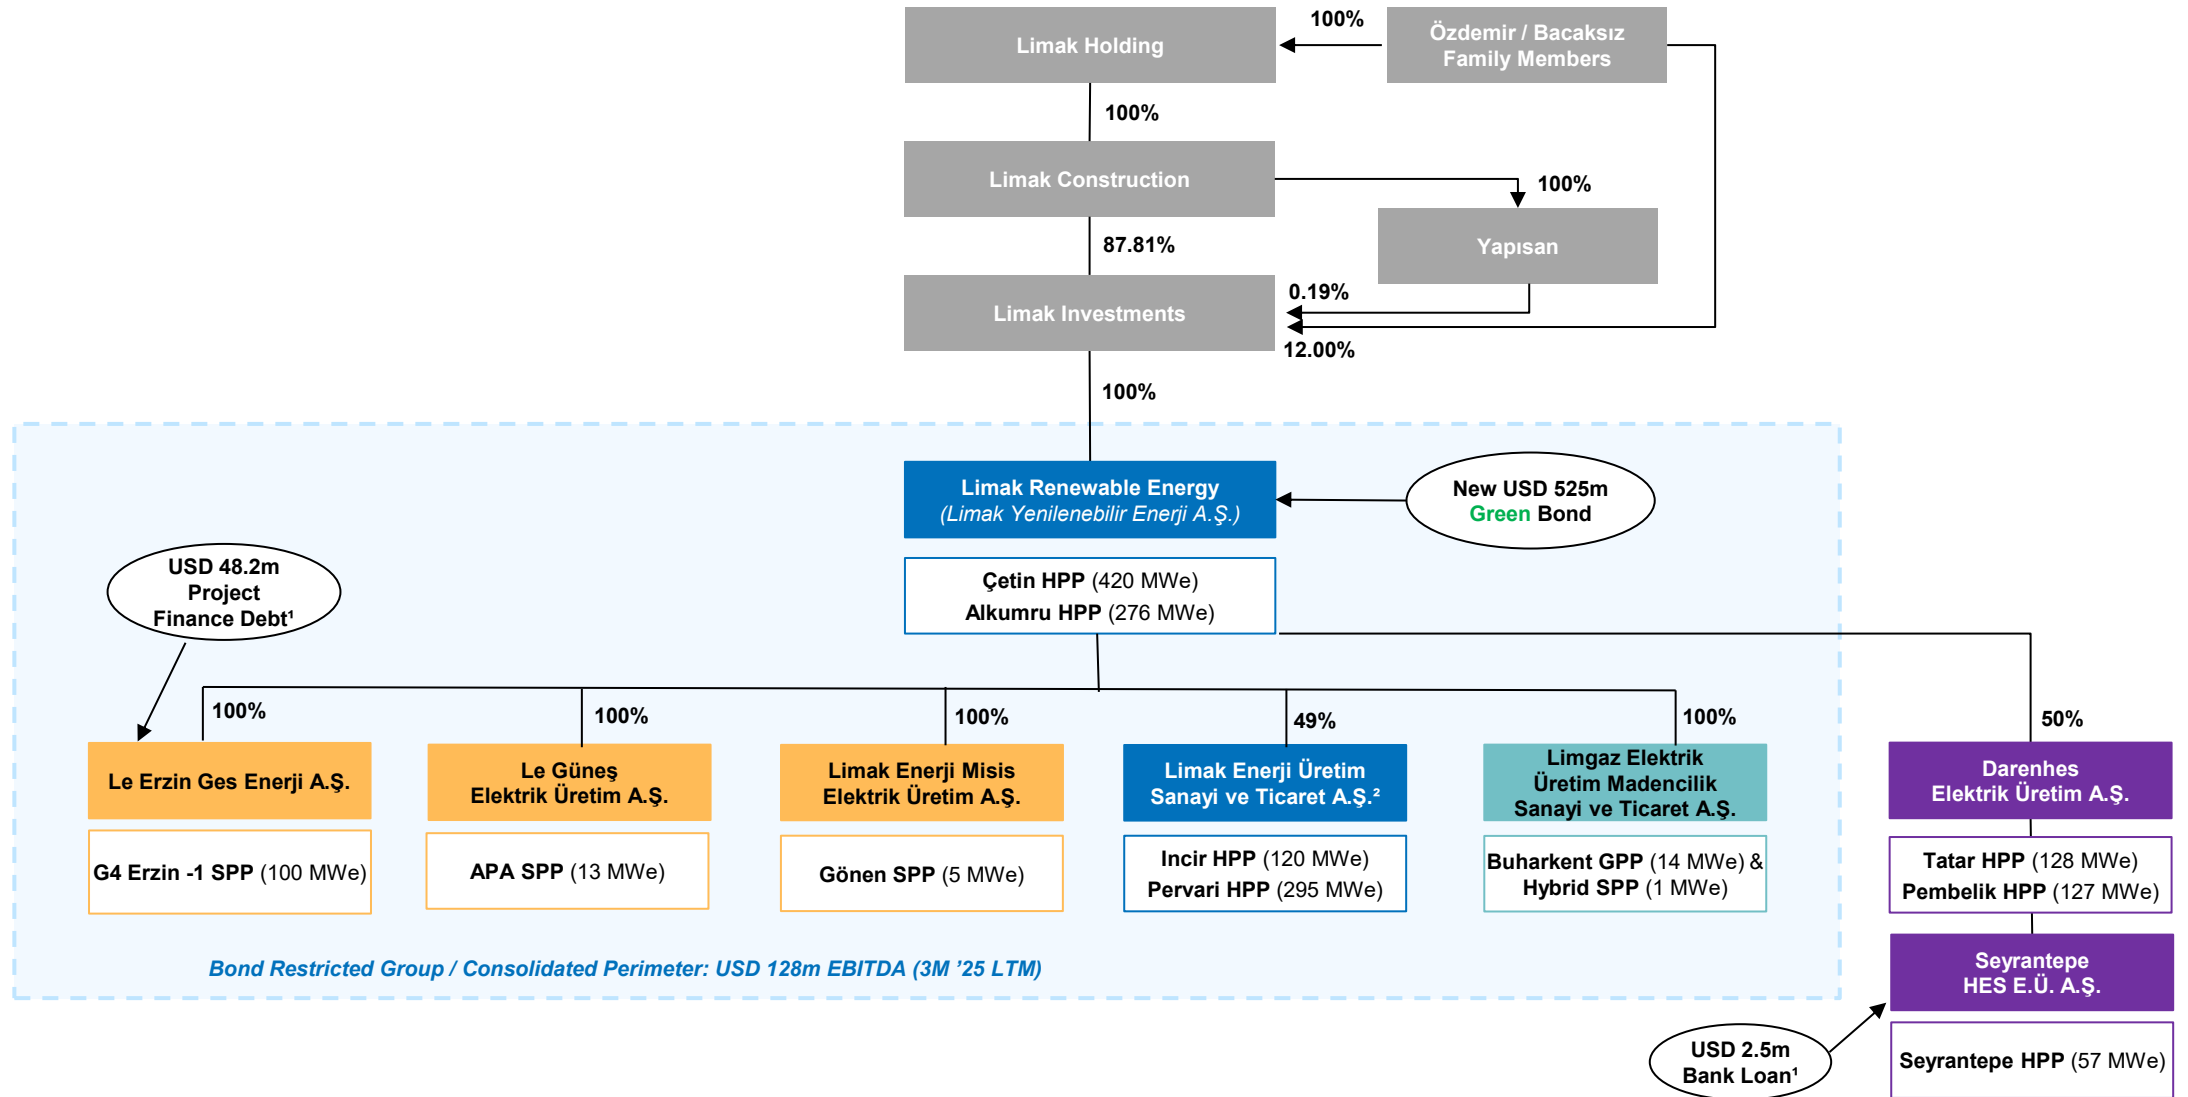 100%
Limak Holding
Özdemir / Bacaksız
Family Members
100%
Limak Construction
100%
87.81%
Yapısan
Limak Investments
0.19%
12.00%
100%
Limak Renewable Energy
(Limak Yenilenebilir Enerji A.Ş.)
New USD 525m
Green Bond
Çetin HPP (420 MWe)
Alkumru HPP (276 MWe)
USD 48.2m
Project
Finance Debt¹
100%
100%
100%
49%
100%
50%
Le Erzin Ges Enerji A.Ş.
Le Güneş
Elektrik Üretim A.Ş.
Limak Enerji Misis
Elektrik Üretim A.Ş.
Limak Enerji Üretim
Sanayi ve Ticaret A.Ş.²
Limgaz Elektrik
Üretim Madencilik
Sanayi ve Ticaret A.Ş.
Darenhes
Elektrik Üretim A.Ş.
G4 Erzin -1 SPP (100 MWe)
APA SPP (13 MWe)
Gönen SPP (5 MWe)
Incir HPP (120 MWe)
Pervari HPP (295 MWe)
Buharkent GPP (14 MWe) &
Hybrid SPP (1 MWe)
Tatar HPP (128 MWe)
Pembelik HPP (127 MWe)
Bond Restricted Group / Consolidated Perimeter: USD 128m EBITDA (3M ’25 LTM)
Seyrantepe
HES E.Ü. A.Ş.
USD 2.5m
Bank Loan¹
Seyrantepe HPP (57 MWe)